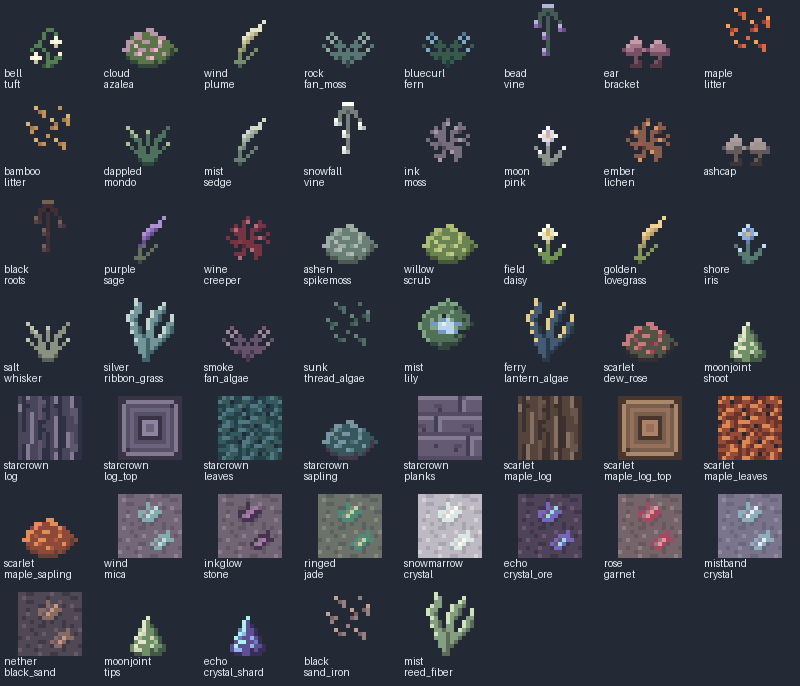 bell tuft
cloud azalea
wind plume
rock fan_moss
bluecurl fern
bead vine
ear bracket
maple litter
bamboo litter
dappled mondo
mist sedge
snowfall vine
ink moss
moon pink
ember lichen
ashcap
black roots
purple sage
wine creeper
ashen spikemoss
willow scrub
field daisy
golden lovegrass
shore iris
salt whisker
silver ribbon_grass
smoke fan_algae
sunk thread_algae
mist lily
ferry lantern_algae
scarlet dew_rose
moonjoint shoot
starcrown log
starcrown log_top
starcrown leaves
starcrown sapling
starcrown planks
scarlet maple_log
scarlet maple_log_top
scarlet maple_leaves
scarlet maple_sapling
wind mica
inkglow stone
ringed jade
snowmarrow crystal
echo crystal_ore
rose garnet
mistband crystal
nether black_sand
moonjoint tips
echo crystal_shard
black sand_iron
mist reed_fiber